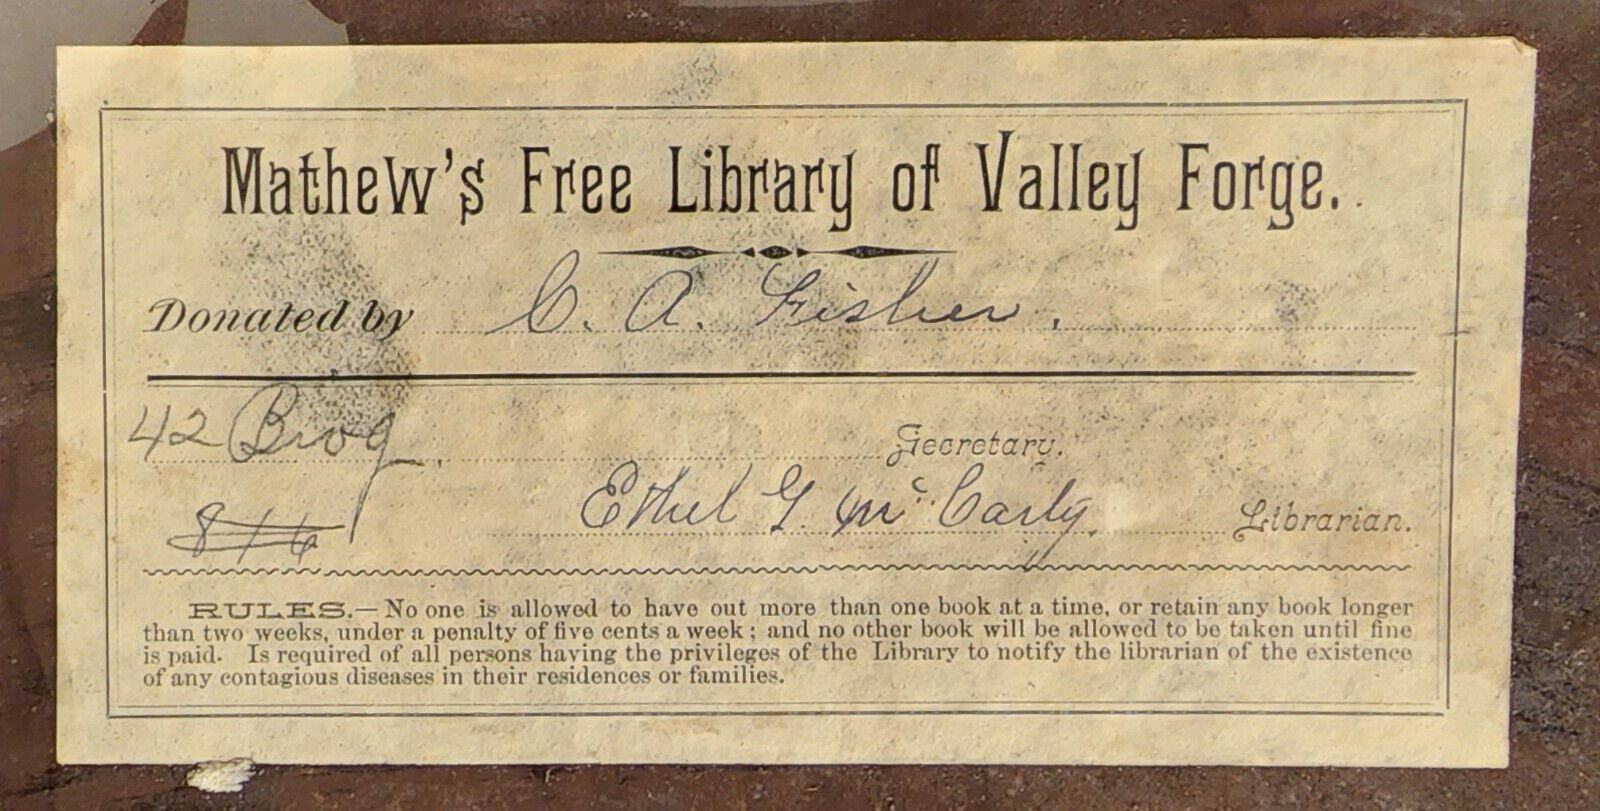 Mathew's Free Library of Valley Forge.
Donated by C. A. Fisher.
42 Biog. Secretary.
816 Ethel G. McCarty. Librarian.
RULES.—No one is allowed to have out more than one book at a time, or retain any book longer
than two weeks, under a penalty of five cents a week; and no other book will be allowed to be taken until fine
is paid. Is required of all persons having the privileges of the Library to notify the librarian of the existence
of any contagious diseases in their residences or families.